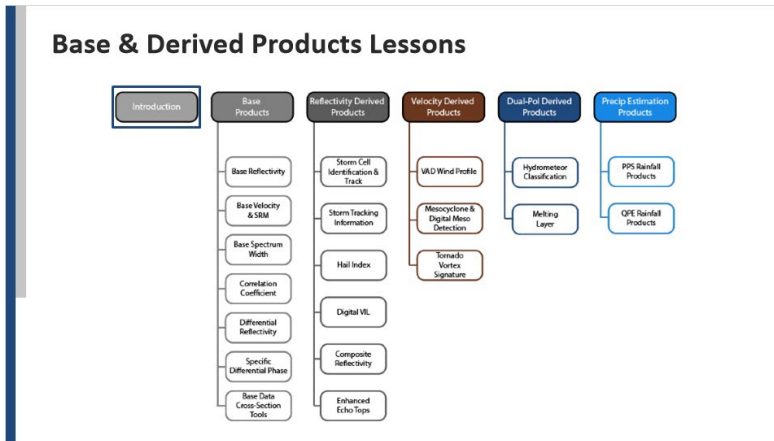 Base & Derived Products Lessons
Introduction
Base
Products
Reflectivity Derived
Products
Velocity Derived
Products
Dual-Pol Derived
Products
Precip Estimation
Products
Base Reflectivity
Base Velocity
& SRM
Base Spectrum
Width
Correlation
Coefficient
Differential
Reflectivity
Specific
Differential Phase
Base Data
Cross-Section
Tools
Storm Cell
Identification &
Track
Storm Tracking
Information
Hail Index
Digital VIL
Composite
Reflectivity
Enhanced
Echo Tops
VAD Wind Profile
Mesocyclone &
Digital Meso
Detection
Tornado
Vortex
Signature
Hydrometeor
Classification
Melting
Layer
PPS Rainfall
Products
QPE Rainfall
Products